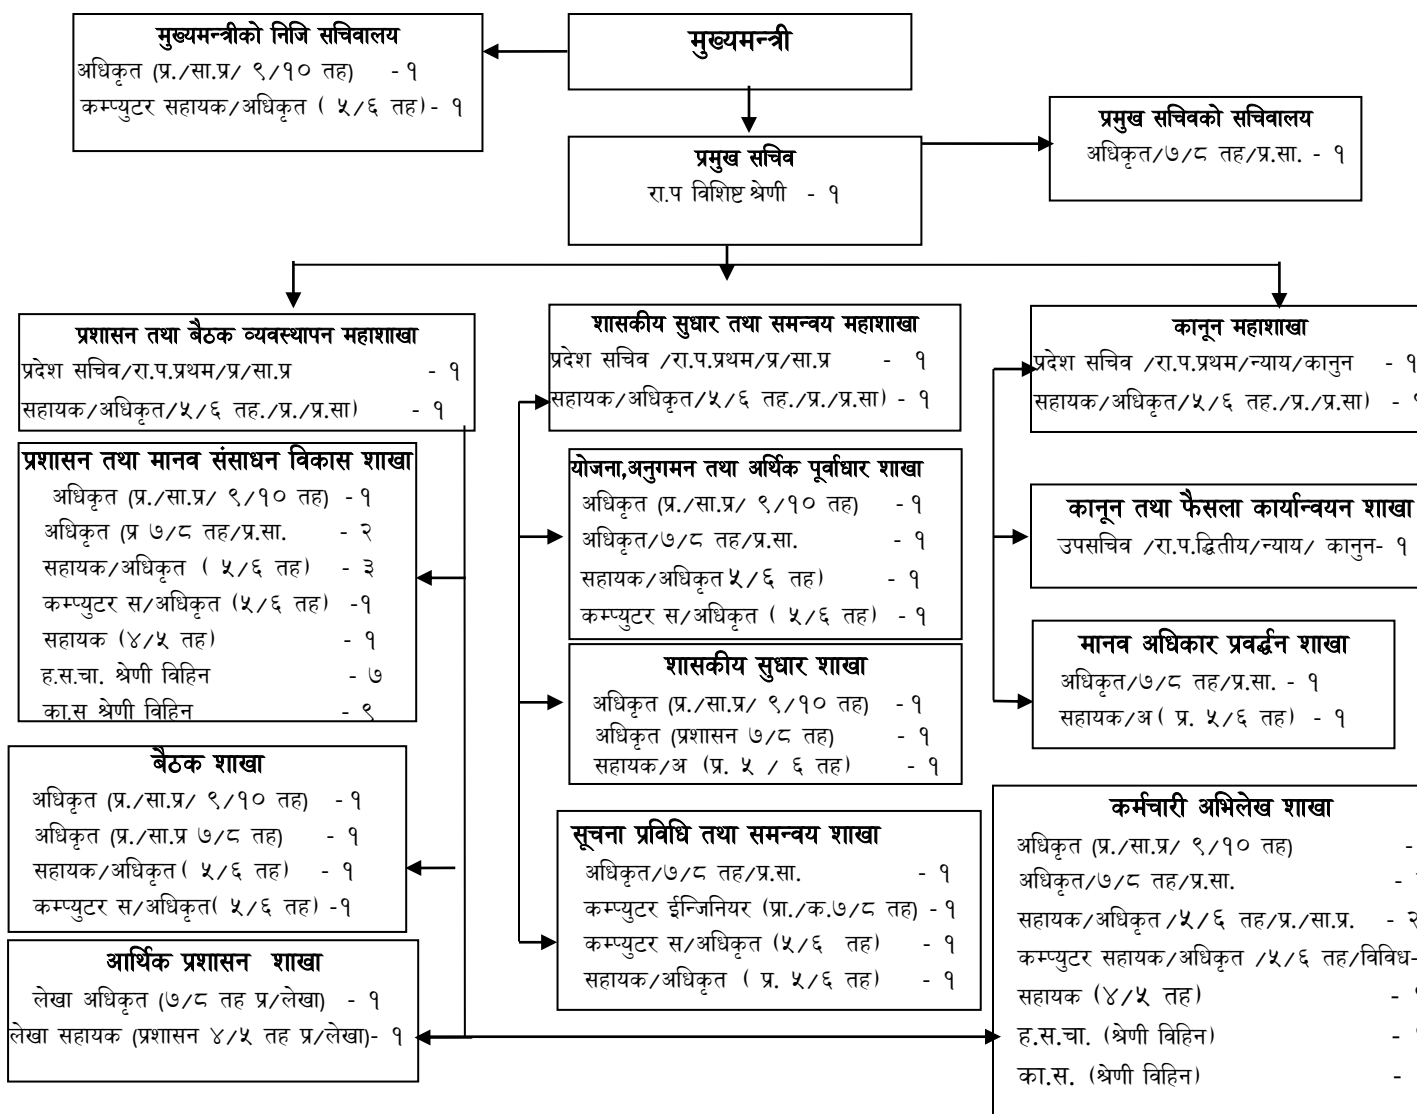 मुख्यमन्त्रीको निजि सचिवालय
अधिकृत (प्र./सा.प्र/ ९/१० तह) - १
कम्प्युटर सहायक/अधिकृत ( ५/६ तह)- १
मुख्यमन्त्री
प्रमुख सचिव
रा.प विशिष्ट श्रेणी - १
प्रमुख सचिवको सचिवालय
अधिकृत/७/८ तह/प्र.सा. - १
प्रशासन तथा बैठक व्यवस्थापन महाशाखा
प्रदेश सचिव/रा.प.प्रथम/प्र/सा.प्र - १
सहायक/अधिकृत/५/६ तह./प्र./प्र.सा) - १
प्रशासन तथा मानव संसाधन विकास शाखा
अधिकृत (प्र./सा.प्र/ ९/१० तह) - १
अधिकृत (प्र ७/८ तह/प्र.सा. - २
सहायक/अधिकृत ( ५/६ तह) - ३
कम्प्युटर स/अधिकृत (५/६ तह) -१
सहायक (४/५ तह) - १
ह.स.चा. श्रेणी विहिन - ७
का.स श्रेणी विहिन - ९
बैठक शाखा
अधिकृत (प्र./सा.प्र/ ९/१० तह) - १
अधिकृत (प्र./सा.प्र ७/८ तह) - १
सहायक/अधिकृत ( ५/६ तह) - १
कम्प्युटर स/अधिकृत( ५/६ तह) -१
आर्थिक प्रशासन शाखा
लेखा अधिकृत (७/८ तह प्र/लेखा) - १
लेखा सहायक (प्रशासन ४/५ तह प्र/लेखा)- १
शासकीय सुधार तथा समन्वय महाशाखा
प्रदेश सचिव /रा.प.प्रथम/प्र/सा.प्र - १
सहायक/अधिकृत/५/६ तह./प्र./प्र.सा) - १
योजना,अनुगमन तथा अर्थिक पूर्वाधार शाखा
अधिकृत (प्र./सा.प्र/ ९/१० तह) - १
अधिकृत/७/८ तह/प्र.सा. - १
सहायक/अधिकृत ५/६ तह) - १
कम्प्युटर स/अधिकृत ( ५/६ तह) - १
शासकीय सुधार शाखा
अधिकृत (प्र./सा.प्र/ ९/१० तह) - १
अधिकृत (प्रशासन ७/८ तह) - १
सहायक/अ (प्र. ५ / ६ तह) - १
सूचना प्रविधि तथा समन्वय शाखा
अधिकृत/७/८ तह/प्र.सा. - १
कम्प्युटर ईन्जिनियर (प्रा./क.७/८ तह) - १
कम्प्युटर स/अधिकृत (५/६ तह) - १
सहायक/अधिकृत ( प्र. ५/६ तह) - १
कानून महाशाखा
प्रदेश सचिव /रा.प.प्रथम/न्याय/कानुन - १
सहायक/अधिकृत/५/६ तह./प्र./प्र.सा) -
कानून तथा फैसला कार्यान्वयन शाखा
उपसचिव /रा.प.द्धितीय/न्याय/ कानुन- १
मानव अधिकार प्रवर्द्धन शाखा
अधिकृत/७/८ तह/प्र.सा. - १
सहायक/अ ( प्र. ५/६ तह) - १
कर्मचारी अभिलेख शाखा
अधिकृत (प्र./सा.प्र/ ९/१० तह) -
अधिकृत/७/८ तह/प्र.सा. -
सहायक/अधिकृत /५/६ तह/प्र./सा.प्र. -
कम्प्युटर सहायक/अधिकृत /५/६ तह/विविध-
सहायक (४/५ तह) -
ह.स.चा. (श्रेणी विहिन) -
का.स. (श्रेणी विहिन) -